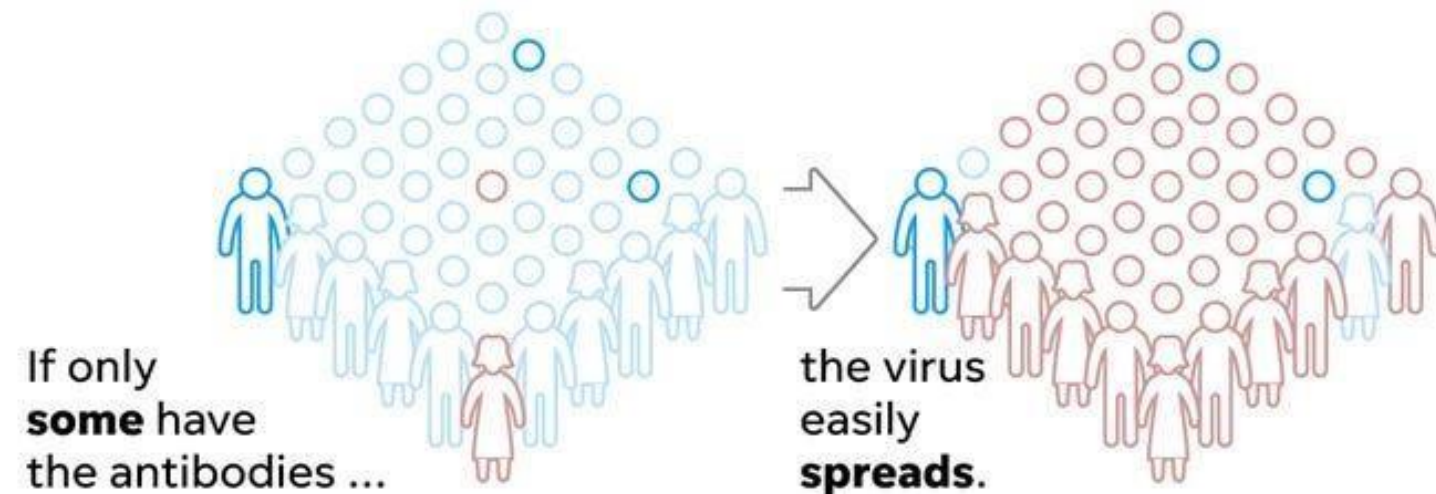 If only
some have
the antibodies ...
the virus
easily
spreads.